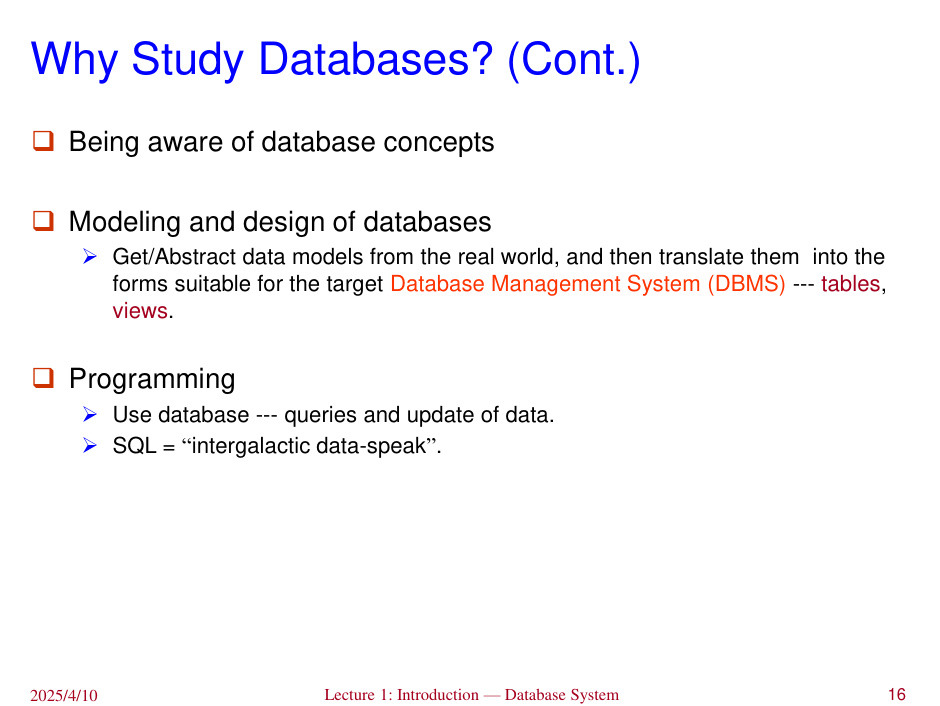 Why Study Databases? (Cont.)
❑ Being aware of database concepts
❑ Modeling and design of databases
➢ Get/Abstract data models from the real world, and then translate them  into the
forms suitable for the target Database Management System (DBMS) --- tables,
views.
❑ Programming
➢ Use database --- queries and update of data.
➢ SQL = “intergalactic data-speak”.
2025/4/10
Lecture 1: Introduction — Database System
16